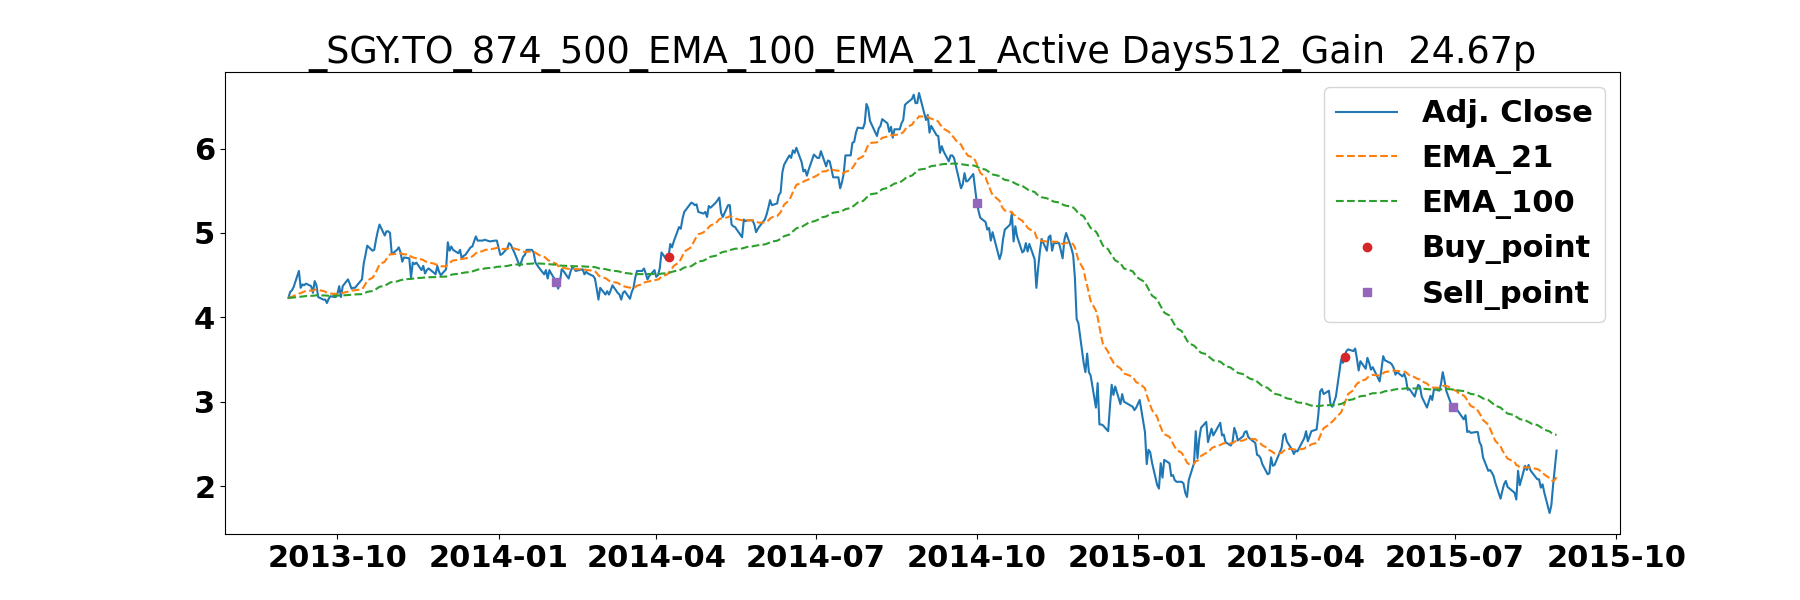 _SGY.TO_874_500_EMA_100_EMA_21_Active Days512_Gain  24.67p
Adj. Close
EMA_21
EMA_100
Buy_point
Sell_point
6
5
4
3
2
2013-10 2014-01 2014-04 2014-07 2014-10 2015-01 2015-04 2015-07 2015-10